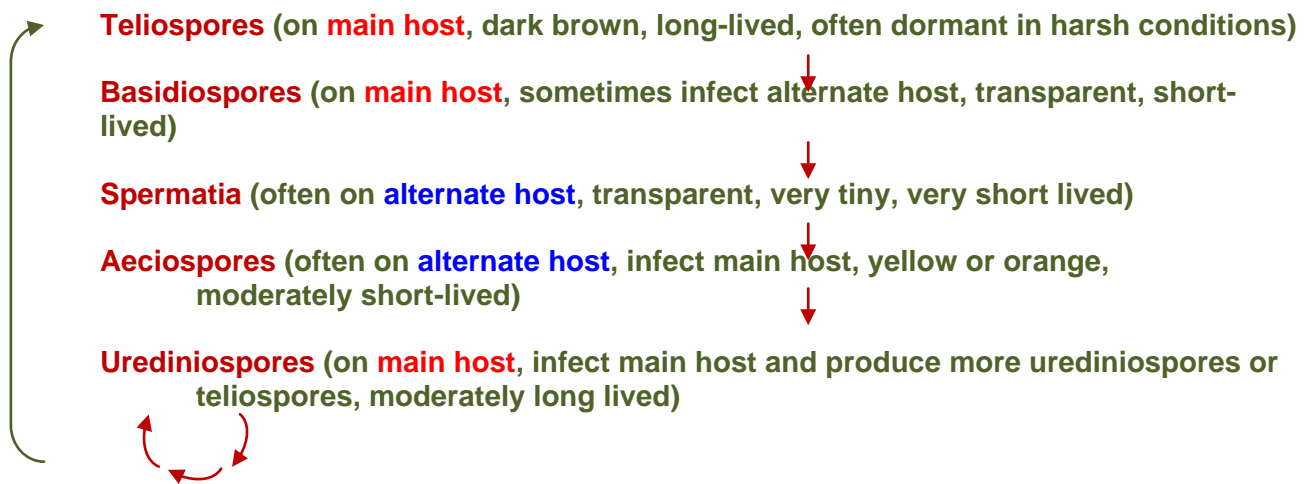 Teliospores (on main host, dark brown, long-lived, often dormant in harsh conditions)
Basidiospores (on main host, sometimes infect alternate host, transparent, short-
lived)
Spermatia (often on alternate host, transparent, very tiny, very short lived)
Aeciospores (often on alternate host, infect main host, yellow or orange,
moderately short-lived)
Urediniospores (on main host, infect main host and produce more urediniospores or
teliospores, moderately long lived)